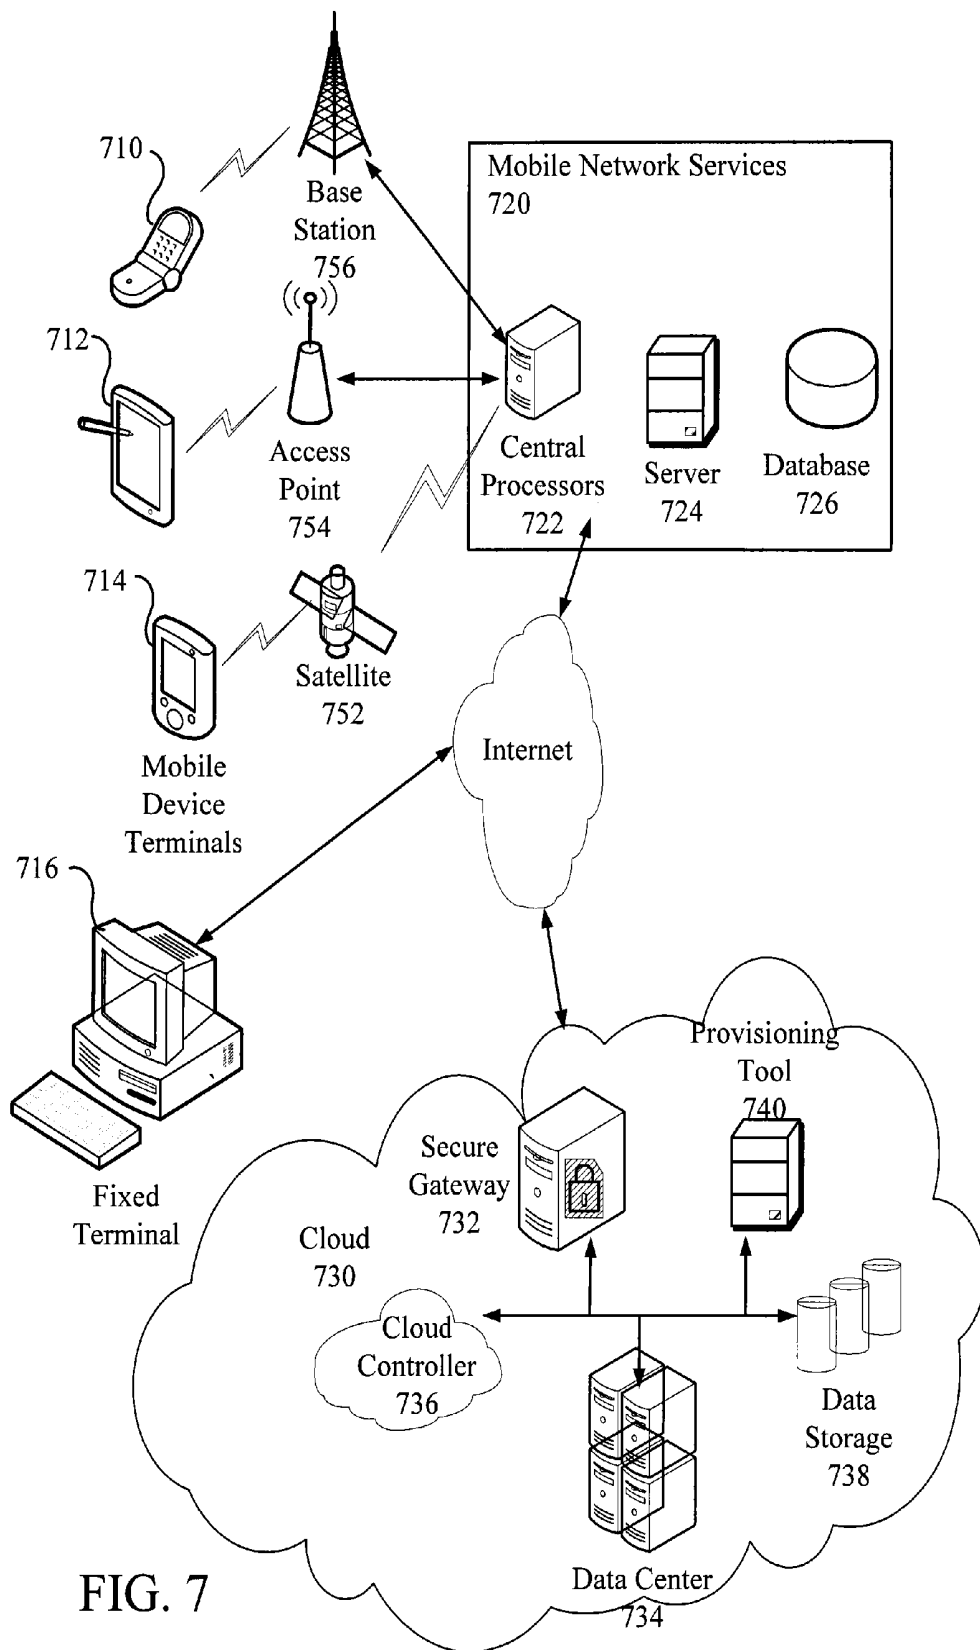 710
Base
Station
756
Mobile Network Services
720
712
Access
Point
754
Central
Processors
722
Server
724
Database
726
714
Satellite
752
Mobile
Device
Terminals
Internet
716
Fixed
Terminal
Provisioning
Tool
740
Secure
Gateway
732
Cloud
730
Cloud
Controller
736
Data
Storage
738
Data Center
734
FIG. 7